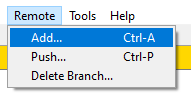 Remote Tools Help
Add... Ctrl-A
Push... Ctrl-P
Delete Branch...